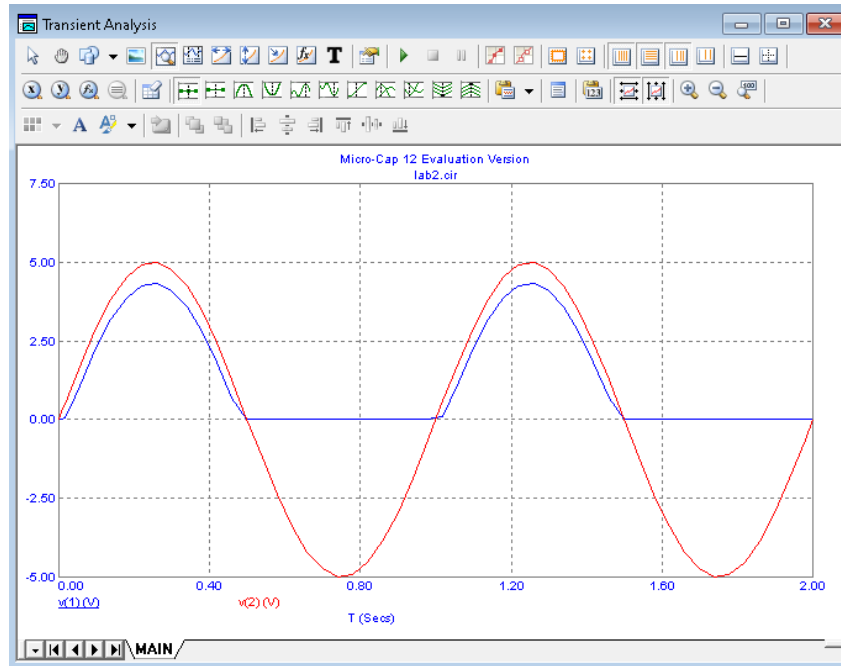 Transient Analysis
T
A
Micro-Cap 12 Evaluation Version
lab2.cir
7.50
5.00
2.50
0.00
-2.50
-5.00
0.00 0.40 0.80 1.20 1.60 2.00
v(1) (V) v(2) (V)
T (Secs)
MAIN